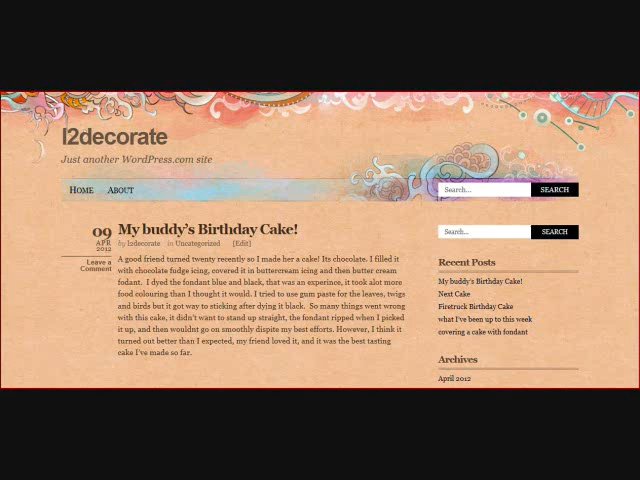 l2decorate
Just another WordPress.com site
HOME ABOUT
Search... SEARCH
09
APR
2012
Leave a
Comment
My buddy's Birthday Cake!
by l2decorate in Uncategorized [Edit]
A good friend turned twenty recently so I made her a cake! Its chocolate. I filled it
with chocolate fudge icing, covered it in buttercream icing and then butter cream
fodant. I dyed the fondant blue and black, that was an experince, it took alot more
food colouring than I thought it would. I tried to use gum paste for the leaves, twigs
and birds but it got way to sticking after dying it black. So many things went wrong
with this cake, it didn't want to stand up straight, the fondant ripped when I picked
it up, and then wouldnt go on smoothly dispite my best efforts. However, I think it
turned out better than I expected, my friend loved it, and it was the best tasting
cake I've made so far.
Search... SEARCH
Recent Posts
My buddy's Birthday Cake!
Next Cake
Firetruck Birthday Cake
what I've been up to this week
covering a cake with fondant
Archives
April 2012